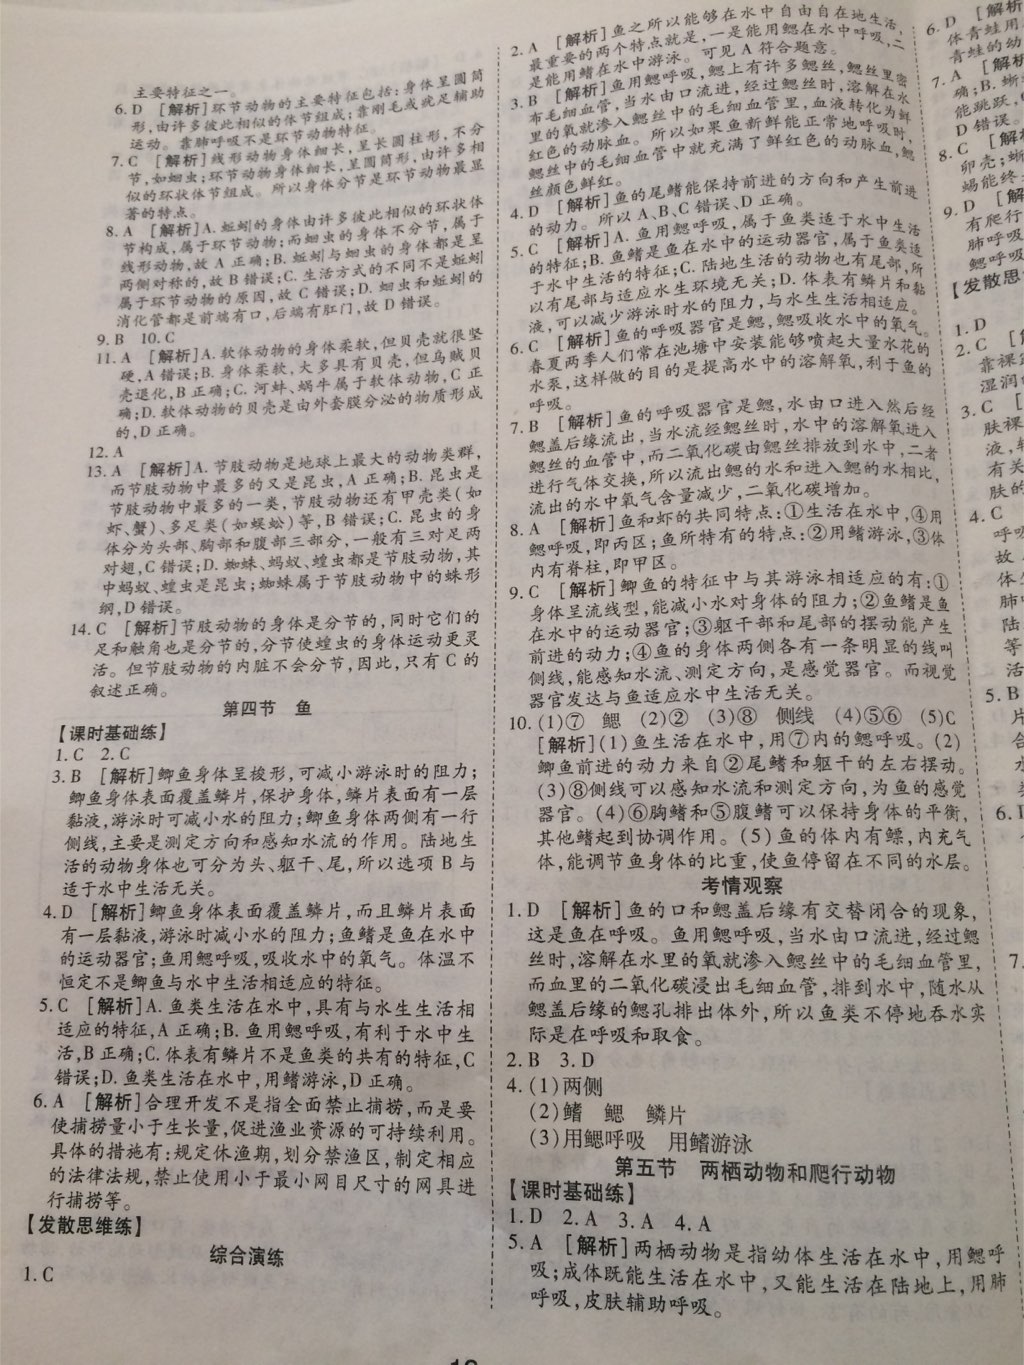 主要特征之一。
6. D [解析]环节动物的主要特征包括:身体呈圆筒
形,由许多彼此相似的体节组成;靠刚毛或疣足辅助
运动。靠肺呼吸不是环节动物特征。
7. C [解析]线形动物身体细长,呈长圆柱形,不分
节,如蛔虫;环节动物身体细长,呈圆筒形,由许多相
似的环状体节组成。所以身体分节是环节动物最显
著的特点。
8. A [解析]A. 蚯蚓的身体由许多彼此相似的环状体
节构成,属于环节动物;而蛔虫的身体不分节,属于
线形动物,故 A 正确;B. 蚯蚓与蛔虫的身体都是呈
两侧对称的,故 B 错误;C. 生活方式的不同不是蚯蚓
属于环节动物的原因,故 C 错误;D. 蛔虫和蚯蚓的
消化管都是前端有口,后端有肛门,故 D 错误。
9. B 10. C
11. A [解析]A. 软体动物的身体柔软,但贝壳就很坚
硬,A 错误;B. 身体柔软,大多具有贝壳,但乌贼贝
壳退化,B 正确;C. 河蚌、蜗牛属于软体动物,C 正
确;D. 软体动物的贝壳是由外套膜分泌的物质形成
的,D 正确。
12. A
13. A [解析]A. 节肢动物是地球上最大的动物类群,
而节肢动物中最多的又是昆虫,A 正确;B. 昆虫是
节肢动物中最多的一类,节肢动物还有甲壳类(如
虾、蟹)、多足类(如蜈蚣)等,B 错误;C. 昆虫的身
体分为头部、胸部和腹部三部分,一般有三对足两
对翅,C 错误;D. 蜘蛛、蚂蚁、蝗虫都是节肢动物,其
中蚂蚁、蝗虫是昆虫;蜘蛛属于节肢动物中的蛛形
纲,D 错误。
14. C [解析]节肢动物的身体是分节的,同时它们的
足和触角也是分节的,分节使蝗虫的身体运动更灵
活。但节肢动物的内脏不会分节,因此,只有 C 的
叙述正确。
第四节 鱼
【课时基础练】
1. C 2. C
3. B [解析]鲫鱼身体呈梭形,可减小游泳时的阻力;
鲫鱼身体表面覆盖鳞片,保护身体,鳞片表面有一层
黏液,游泳时可减小水的阻力;鲫鱼身体两侧有一行
侧线,主要是测定方向和感知水流的作用。陆地生
活的动物身体也可分为头、躯干、尾,所以选项 B 与
适于水中生活无关。
4. D [解析]鲫鱼身体表面覆盖鳞片,而且鳞片表面
有一层黏液,游泳时减小水的阻力;鱼鳍是鱼在水中
的运动器官;鱼用鳃呼吸,吸收水中的氧气。体温不
恒定不是鲫鱼与水中生活相适应的特征。
5. C [解析]A. 鱼类生活在水中,具有与水生生活相
适应的特征,A 正确;B. 鱼用鳃呼吸,有利于水中生
活,B 正确;C. 体表有鳞片不是鱼类的共有的特征,C
错误;D. 鱼类生活在水中,用鳍游泳,D 正确。
6. A [解析]合理开发不是指全面禁止捕捞,而是要
使捕捞量小于生长量,促进渔业资源的可持续利用。
具体的措施有:规定休渔期,划分禁渔区,制定相应
的法律法规,禁止使用小于最小网目尺寸的网具进
行捕捞等。
【发散思维练】
综合演练
1. C
2. A [解析]鱼之所以能够在水中自由自在地生活,
最重要的两个特点就是,一是能用鳃在水中呼吸,二
是能用鳍在水中游泳。可见 A 符合题意。
3. B [解析]鱼用鳃呼吸,鳃上有许多鳃丝,鳃丝里密
布毛细血管,当水由口流进,经过鳃丝时,溶解在水
里的氧就渗入鳃丝中的毛细血管里,血液转化为鲜
红色的动脉血。所以如果鱼新鲜能正常地呼吸时,
鳃丝中的毛细血管中就充满了鲜红色的动脉血,鳃
丝颜色鲜红。
4. D [解析]鱼的尾鳍能保持前进的方向和产生前进
的动力。所以 A、B、C 错误、D 正确。
5. C [解析]A. 鱼用鳃呼吸,属于鱼类适于水中生活
的特征;B. 鱼鳍是鱼在水中的运动器官,属于鱼类适
于水中生活的特征;C. 陆地生活的动物也有尾部,所
以有尾部与适应水生环境无关;D. 体表有鳞片和黏
液,可以减少游泳时水的阻力,与水生生活相适应。
6. C [解析]鱼的呼吸器官是鳃,鳃吸收水中的氧气。
春夏两季人们常在池塘中安装能够喷起大量水花的
水泵,这样做的目的是提高水中的溶解氧,利于鱼的
呼吸。
7. B [解析]鱼的呼吸器官是鳃,水由口进入然后经
鳃盖后缘流出,当水流经鳃丝时,水中的溶解氧进入
鳃丝的血管中,而二氧化碳由鳃丝排放到水中,二者
进行气体交换,所以流出鳃的水和进入鳃的水相比,
流出的水中氧气含量减少,二氧化碳增加。
8. A [解析]鱼和虾的共同特点:①生活在水中,④用
鳃呼吸,即丙区;鱼所特有的特点:②用鳍游泳,③体
内有脊柱,即甲区。
9. C [解析]鲫鱼的特征中与其游泳相适应的有:①
身体呈流线型,能减小水对身体的阻力;②鱼鳍是鱼
在水中的运动器官;③躯干部和尾部的摆动能产生
前进的动力;④鱼的身体两侧各有一条明显的线叫
侧线,能感知水流、测定方向,是感觉器官。而视觉
器官发达与鱼适应水中生活无关。
10. (1)⑦ 鳃 (2)② (3)⑧ 侧线 (4)⑤⑥ (5)C
[解析](1)鱼生活在水中,用⑦内的鳃呼吸。(2)
鲫鱼前进的动力来自②尾鳍和躯干的左右摆动。
(3)⑧侧线可以感知水流和测定方向,为鱼的感觉
器官。(4)⑥胸鳍和⑤腹鳍可以保持身体的平衡,
其他鳍起到协调作用。(5)鱼的体内有鳔,内充气
体,能调节鱼身体的比重,使鱼停留在不同的水层。
考情观察
1. D [解析]鱼的口和鳃盖后缘有交替闭合的现象,
这是鱼在呼吸。鱼用鳃呼吸,当水由口流进,经过鳃
丝时,溶解在水里的氧就渗入鳃丝中的毛细血管里,
而血里的二氧化碳浸出毛细血管,排到水中,随水从
鳃盖后缘的鳃孔排出体外,所以鱼类不停地吞水实
际是在呼吸和取食。
2. B 3. D
4. (1)两侧
(2)鳍 鳃 鳞片
(3)用鳃呼吸 用鳍游泳
第五节 两栖动物和爬行动物
【课时基础练】
1. D 2. A 3. A 4. A
5. A [解析]两栖动物是指幼体生活在水中,用鳃呼
吸;成体既能生活在水中,又能生活在陆地上,用肺
呼吸,皮肤辅助呼吸。
6. D [解析
体青蛙用
青蛙的幼
7. A [解
确;B. 蜥
能跳跃,
D 错误。
8. C [解
卵壳;蜥
蜴能终
9. D [解
有爬行
肺呼吸
鳃呼吸
【发散思
1. D
2. C [
靠裸
湿润
3. C [
肤裸
液,
有关
肤的
4. C
呼
故
体
肺
陆
等
活
5. B
片
合
6.
7.